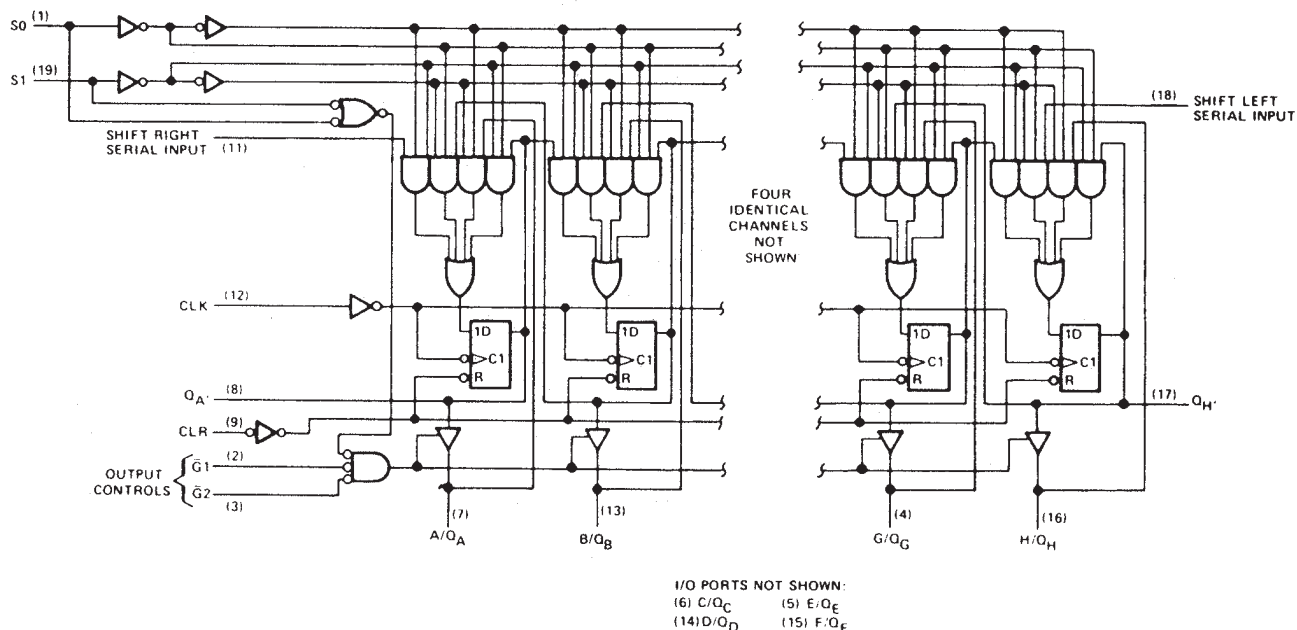 S0 (1)
S1 (19)
(18) SHIFT LEFT
SERIAL INPUT
SHIFT RIGHT
SERIAL INPUT (11)
FOUR
IDENTICAL
CHANNELS
NOT
SHOWN
CLK (12)
1D 1D 1D 1D
C1 C1 C1 C1
R R R R
QA' (8)
(17) QH'
CLR (9)
OUTPUT
CONTROLS
G̅1 (2)
G̅2
(3)
(7) (13) (4) (16)
A/QA B/QB G/QG H/QH
I/O PORTS NOT SHOWN:
(6) C/QC (5) E/QE
(14) D/QD (15) F/QF